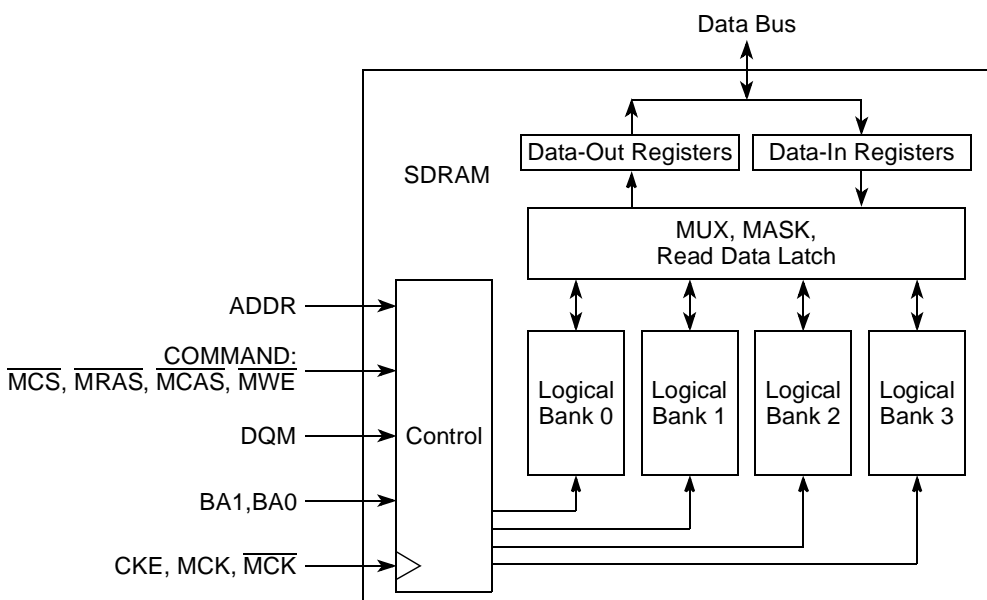 Data Bus
Data-Out Registers
Data-In Registers
SDRAM
MUX, MASK,
Read Data Latch
ADDR
COMMAND:
MCS, MRAS, MCAS, MWE
DQM
Control
BA1,BA0
CKE, MCK, MCK
Logical
Bank 0
Logical
Bank 1
Logical
Bank 2
Logical
Bank 3